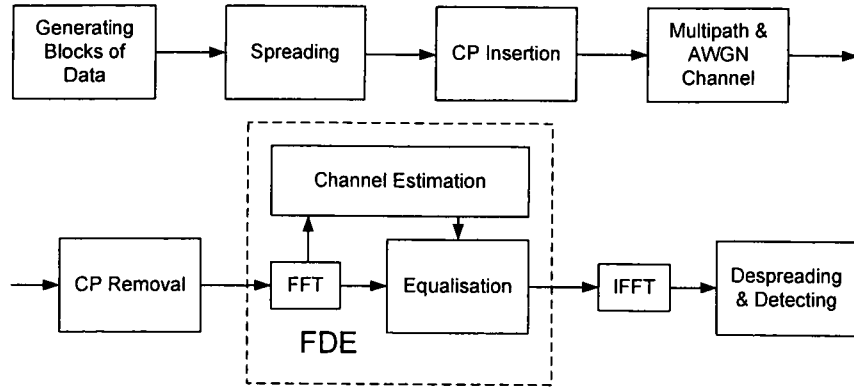 Generating
Blocks of
Data
Spreading
CP Insertion
Multipath &
AWGN
Channel
Channel Estimation
CP Removal
FFT
Equalisation
IFFT
Despreading
& Detecting
FDE